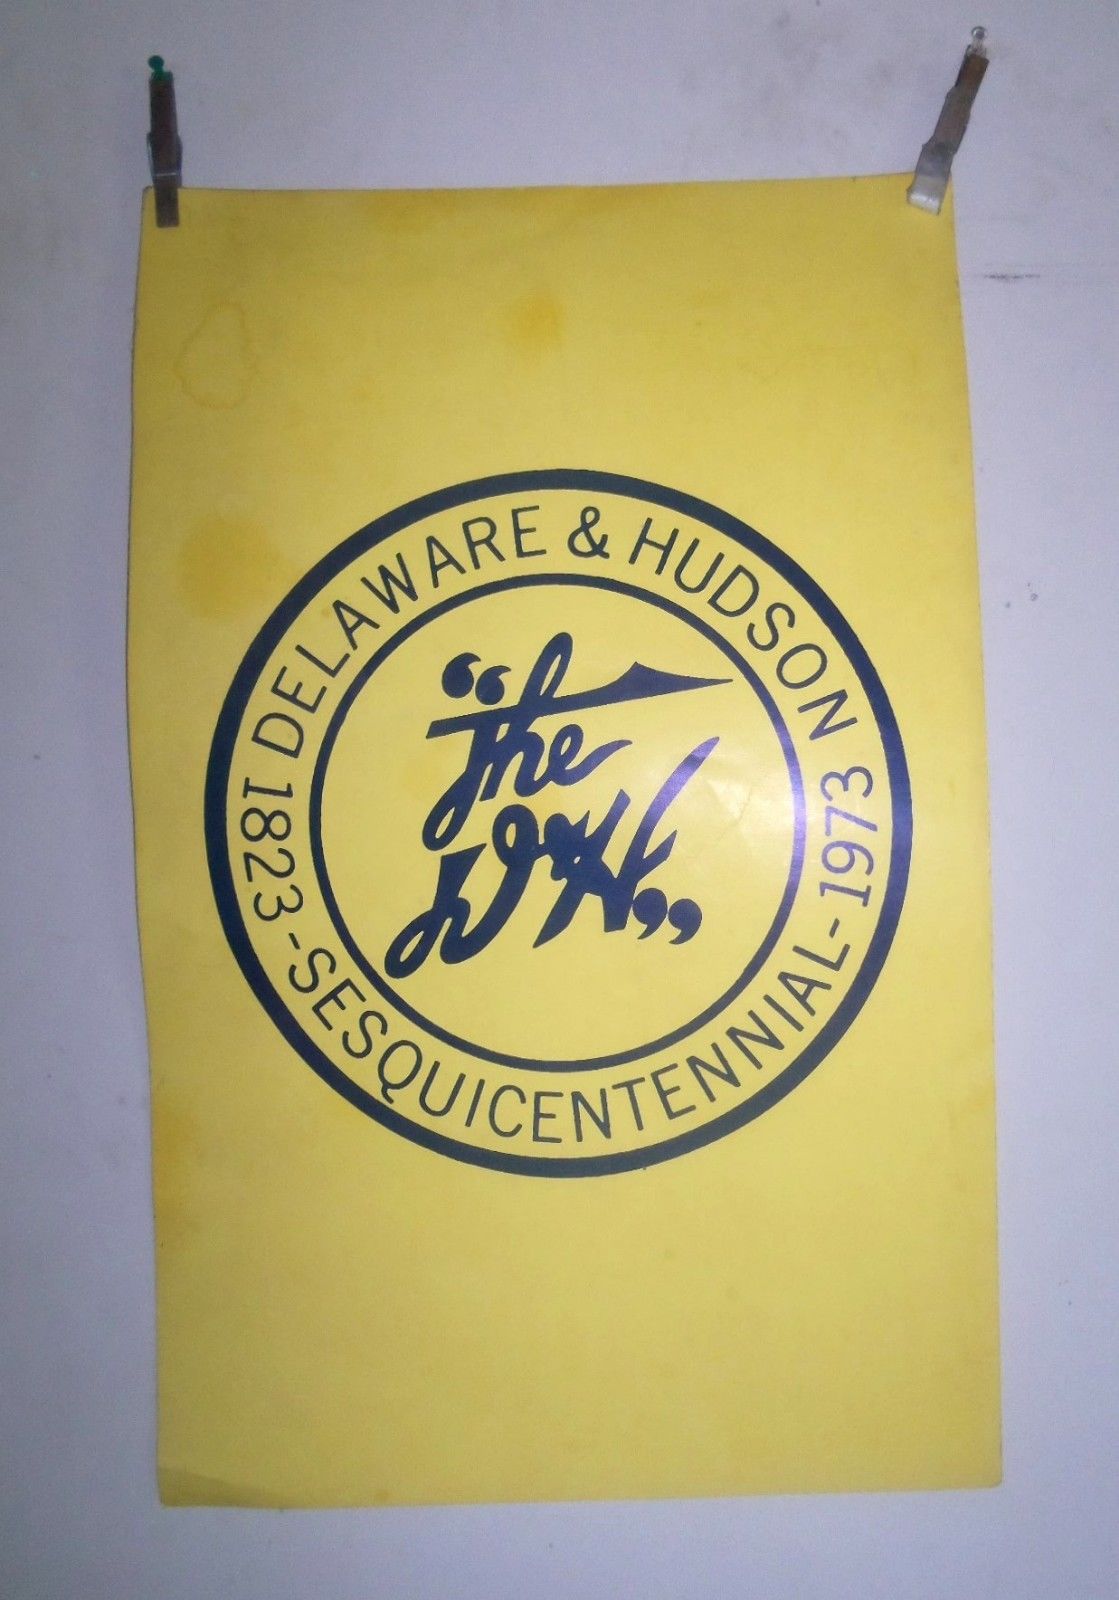 DELAWARE & HUDSON
1823 - SESQUICENTENNIAL - 1973
“The
D&H”